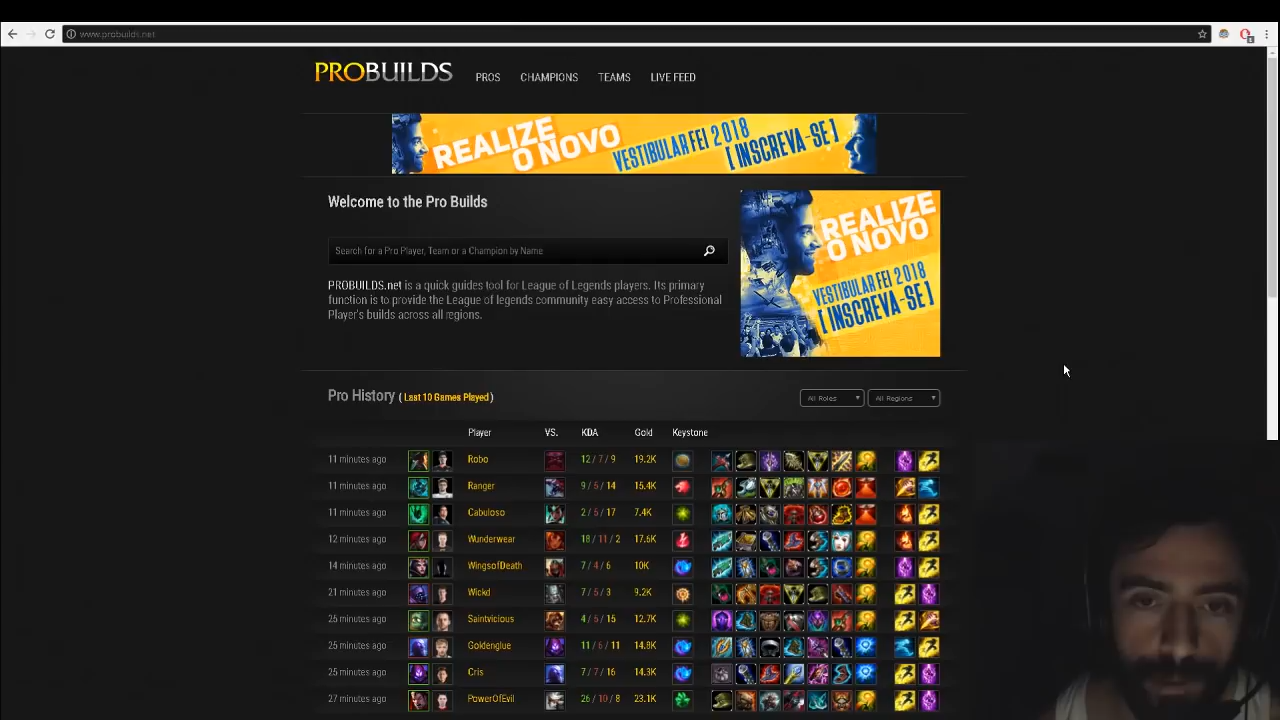 www.probuilds.net
PROBUILDS
PROS
CHAMPIONS
TEAMS
LIVE FEED
REALIZE
O NOVO
VESTIBULAR FEI 2018
[ INSCREVA-SE ]
Welcome to the Pro Builds
Search for a Pro Player, Team or a Champion by Name
PROBUILDS.net is a quick guides tool for League of Legends players. Its primary
function is to provide the League of legends community easy access to Professional
Player's builds across all regions.
REALIZE
O NOVO
VESTIBULAR FEI 2018
[ INSCREVA-SE ]
Pro History ( Last 10 Games Played )
All Roles
All Regions
Player VS. KDA Gold Keystone
11 minutes ago Robo 12 / 7 / 9 19.2K
11 minutes ago Ranger 9 / 5 / 14 15.4K
11 minutes ago Cabuloso 2 / 5 / 17 7.4K
12 minutes ago Wunderwear 18 / 11 / 2 17.6K
14 minutes ago WingsofDeath 7 / 4 / 6 10K
21 minutes ago Wickd 7 / 5 / 3 9.2K
25 minutes ago Saintvicious 4 / 5 / 15 12.7K
25 minutes ago Goldenglue 11 / 6 / 11 14.8K
25 minutes ago Cris 7 / 7 / 16 14.3K
27 minutes ago PowerOfEvil 26 / 10 / 8 23.1K